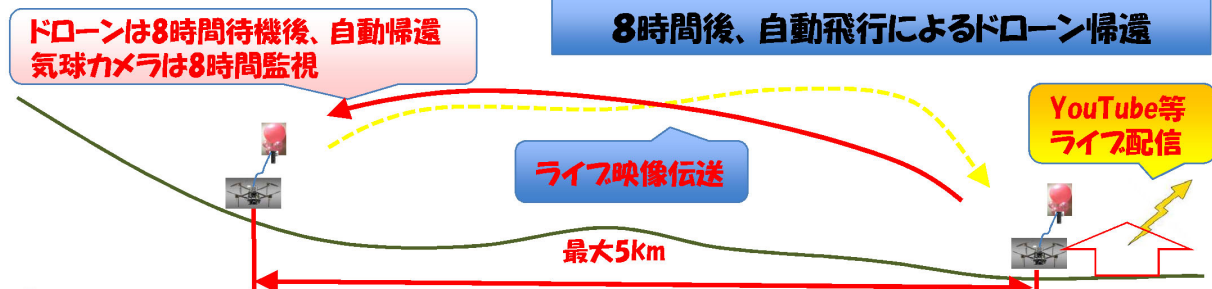 8時間後、自動飛行によるドローン帰還
ドローンは8時間待機後、自動帰還
気球カメラは8時間監視
YouTube等
ライブ配信
ライブ映像伝送
最大5km